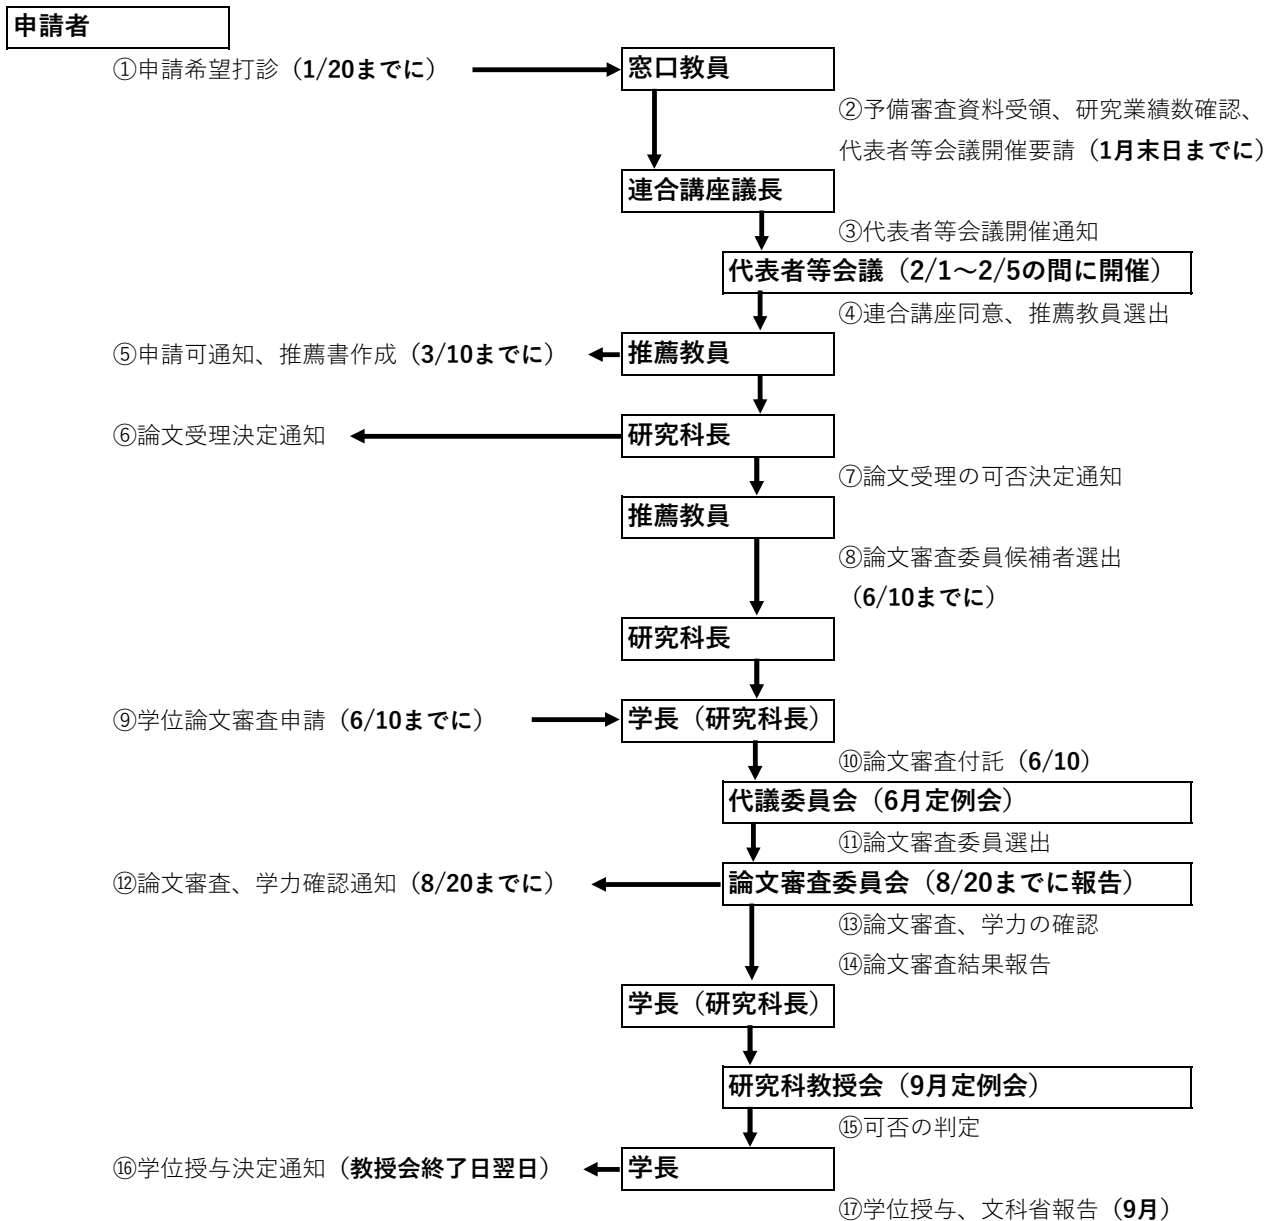 申請者
①申請希望打診（1/20までに）
窓口教員
②予備審査資料受領、研究業績数確認、
代表者等会議開催要請（1月末日までに）
連合講座議長
③代表者等会議開催通知
代表者等会議（2/1～2/5の間に開催）
④連合講座同意、推薦教員選出
⑤申請可通知、推薦書作成（3/10までに）
推薦教員
⑥論文受理決定通知
研究科長
⑦論文受理の可否決定通知
推薦教員
⑧論文審査委員候補者選出
（6/10までに）
研究科長
⑨学位論文審査申請（6/10までに）
学長（研究科長）
⑩論文審査付託（6/10）
代議委員会（6月定例会）
⑪論文審査委員選出
⑫論文審査、学力確認通知（8/20までに）
論文審査委員会（8/20までに報告）
⑬論文審査、学力の確認
⑭論文審査結果報告
学長（研究科長）
研究科教授会（9月定例会）
⑮可否の判定
⑯学位授与決定通知（教授会終了日翌日）
学長
⑰学位授与、文科省報告（9月）